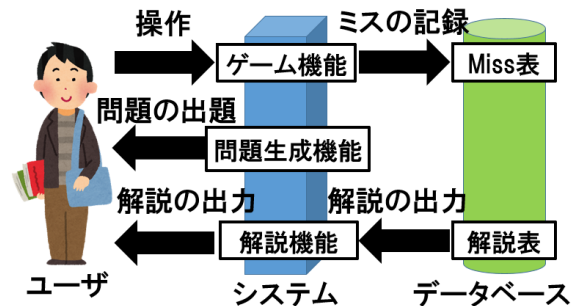 操作
ミスの記録
ゲーム機能
Miss表
問題の出題
問題生成機能
解説の出力
解説の出力
解説機能
解説表
ユーザ
システム
データベース